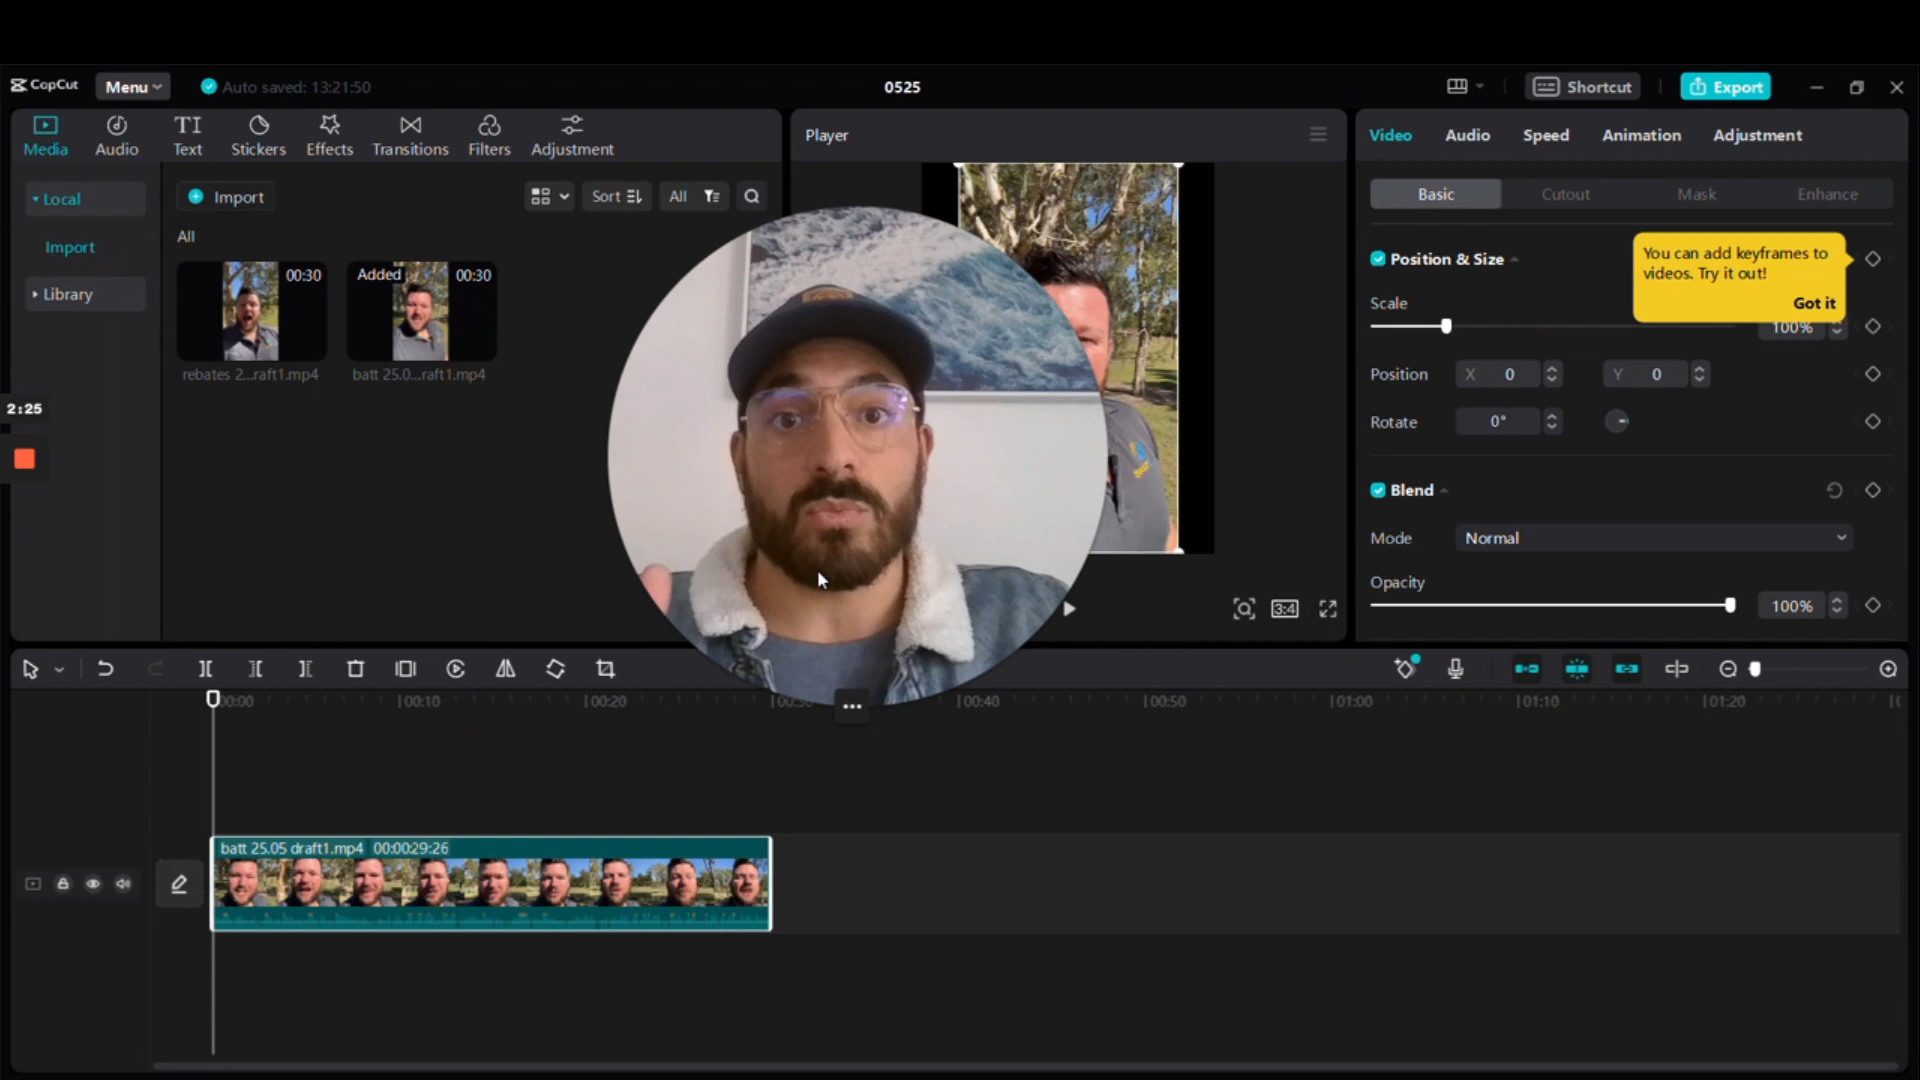 CapCut
Menu
Auto saved: 13:21:50
0525
Shortcut
Export
Media
Audio
Text
Stickers
Effects
Transitions
Filters
Adjustment
Player
Video
Audio
Speed
Animation
Adjustment
Local
Import
Library
Import
Sort
All
All
00:30
rebates 2...raft1.mp4
Added
00:30
batt 25.0...raft1.mp4
Basic
Cutout
Mask
Enhance
Position & Size
You can add keyframes to
videos. Try it out!
Got it
Scale
100%
Position
X 0
Y 0
Rotate
0°
Blend
Mode
Normal
Opacity
100%
2:25
3:4
00:00
00:10
00:20
00:30
00:40
00:50
01:00
01:10
01:20
batt 25.05 draft1.mp4 00:00:29:26